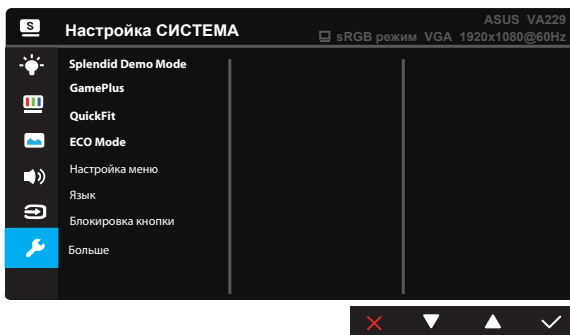 S
Настройка СИСТЕМА
ASUS VA229
sRGB режим VGA 1920x1080@60Hz
Splendid Demo Mode
GamePlus
QuickFit
ECO Mode
Настройка меню
Язык
Блокировка кнопки
Больше